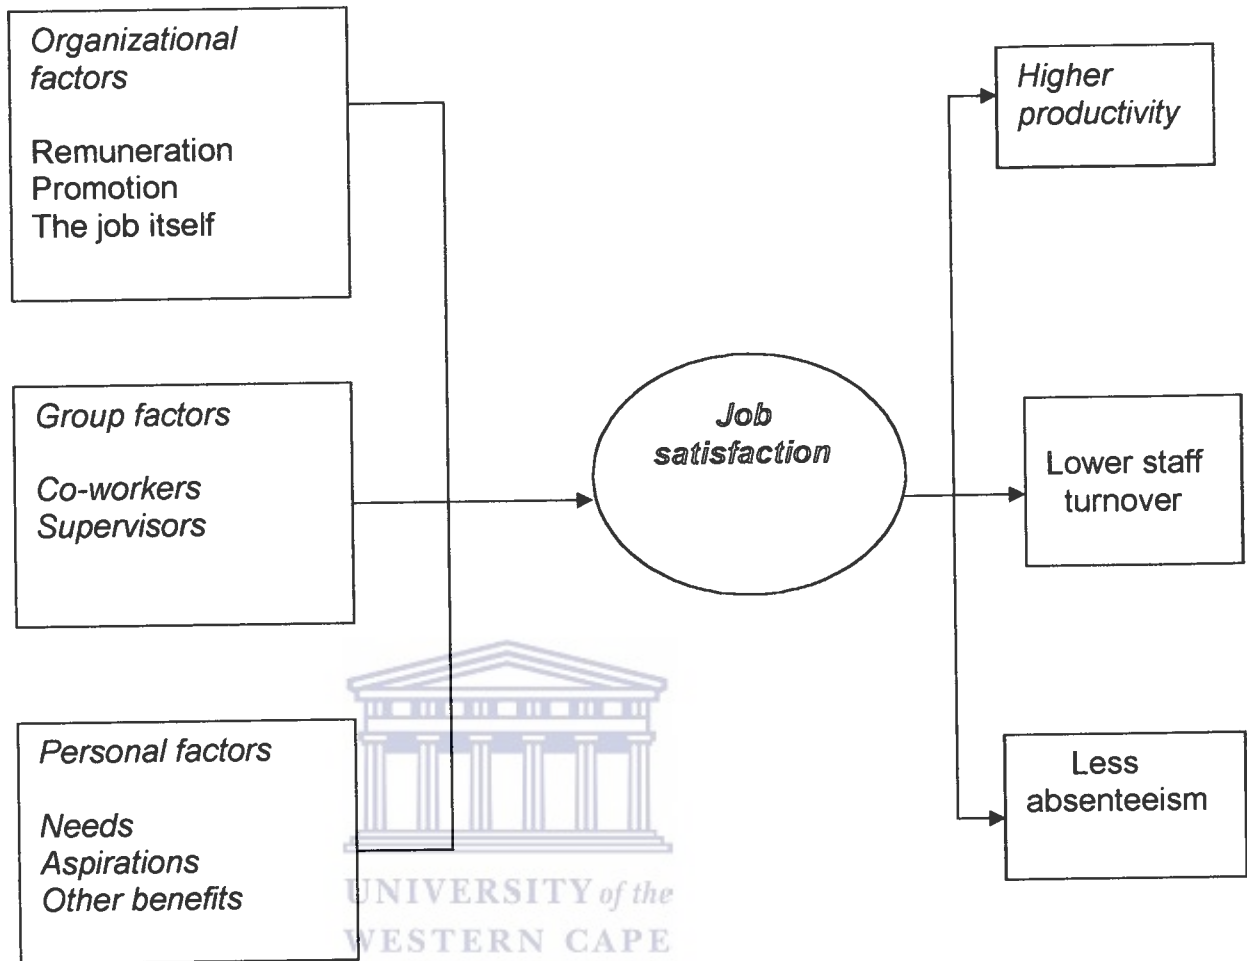 Organizational
factors
Remuneration
Promotion
The job itself
Group factors
Co-workers
Supervisors
Personal factors
Needs
Aspirations
Other benefits
Job
satisfaction
Higher
productivity
Lower staff
turnover
Less
absenteeism
UNIVERSITY of the
WESTERN CAPE